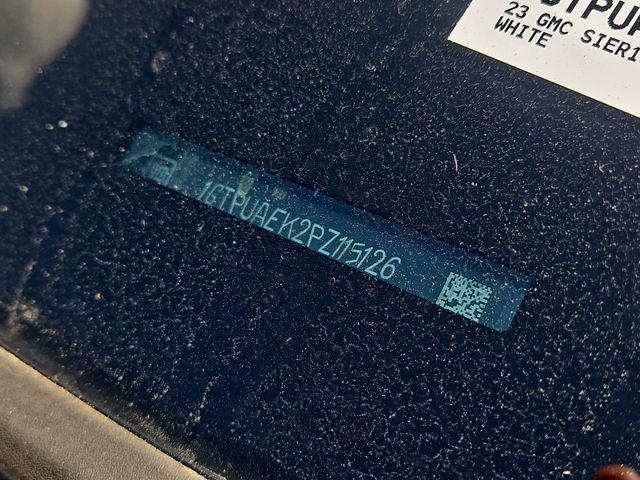 23 GMC SIER
WHITE
1GTPUAEK2PZ115126